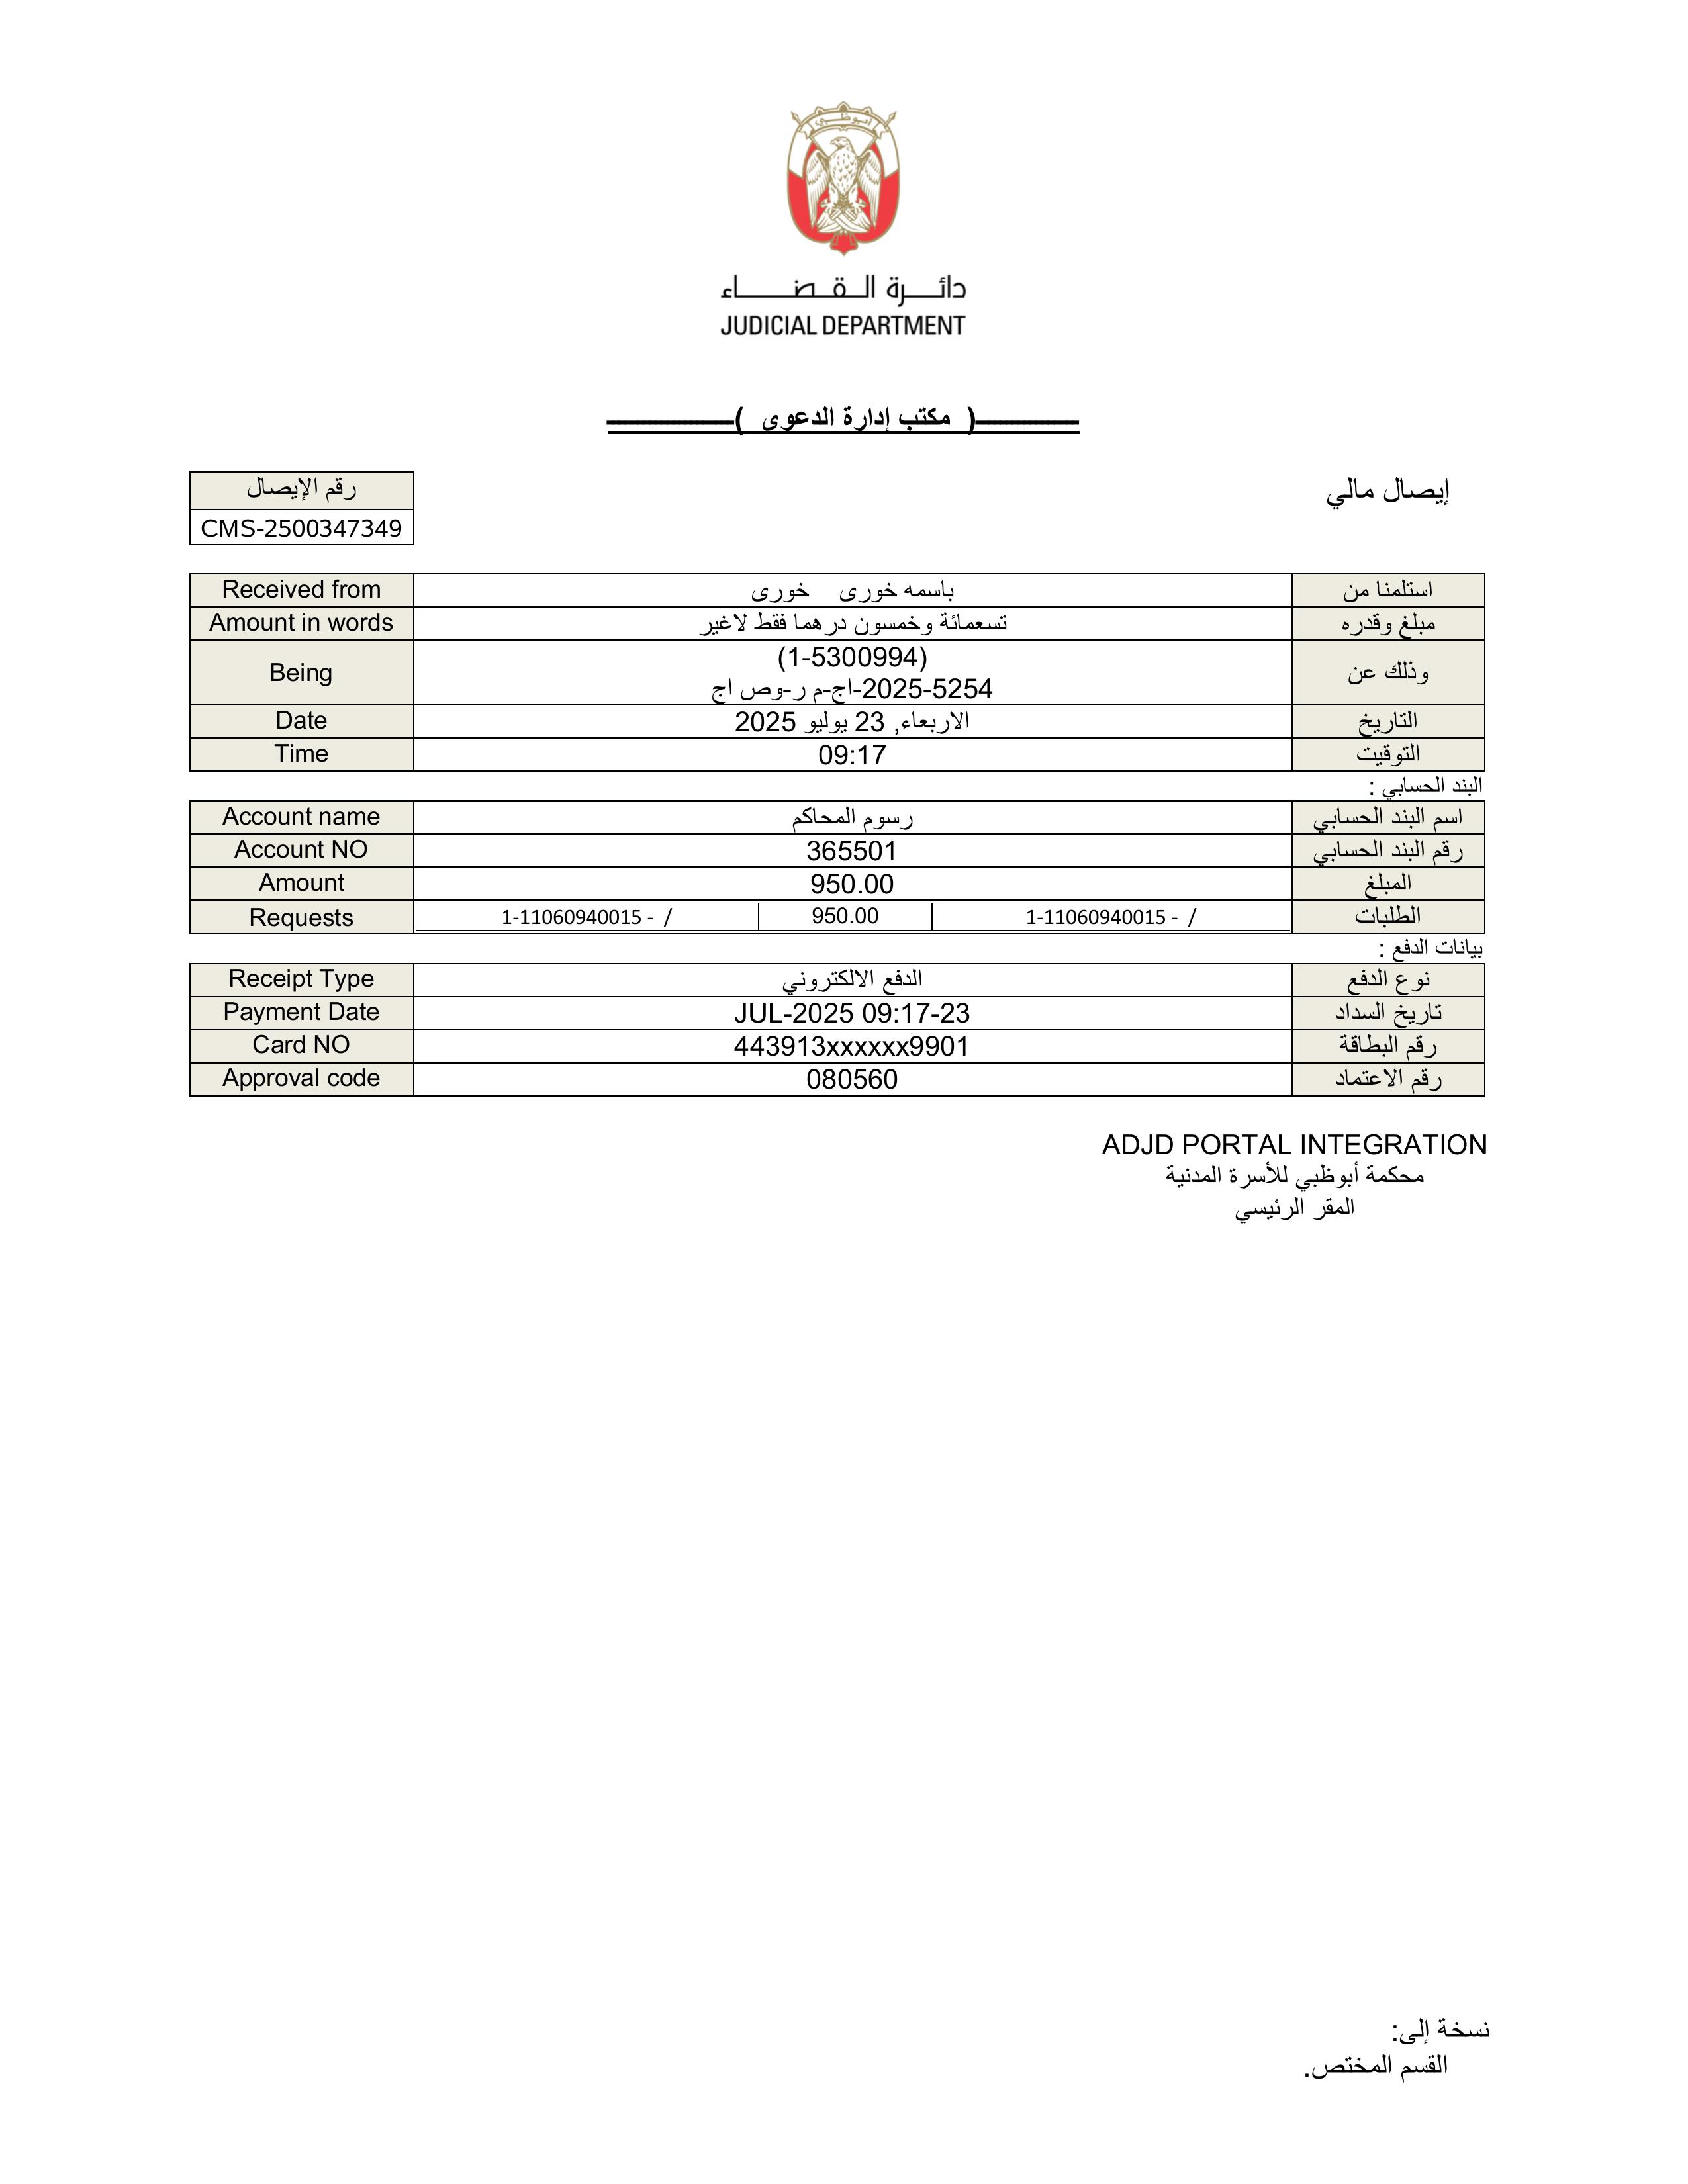 أبوظبي
دائرة القضاء
JUDICIAL DEPARTMENT
( مكتب إدارة الدعوى )
إيصال مالي
رقم الإيصال
CMS-2500347349
Received from باسمه خورى خورى استلمنا من
Amount in words تسعمائة وخمسون درهما فقط لاغير مبلغ وقدره
Being (1-5300994) وذلك عن
2025-5254-اج-م ر-وص اج
Date الاربعاء, 23 يوليو 2025 التاريخ
Time 09:17 التوقيت
البند الحسابي :
Account name رسوم المحاكم اسم البند الحسابي
Account NO 365501 رقم البند الحسابي
Amount 950.00 المبلغ
Requests 1-11060940015 - / 950.00 1-11060940015 - / الطلبات
بيانات الدفع :
Receipt Type الدفع الالكتروني نوع الدفع
Payment Date JUL-2025 09:17-23 تاريخ السداد
Card NO 443913xxxxxx9901 رقم البطاقة
Approval code 080560 رقم الاعتماد
ADJD PORTAL INTEGRATION
محكمة أبوظبي للأسرة المدنية
المقر الرئيسي
نسخة إلى:
القسم المختص.